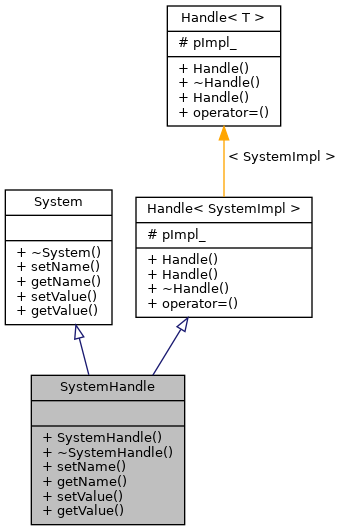 Handle< T >
# pImpl_
+ Handle()
+ ~Handle()
+ Handle()
+ operator=()
< SystemImpl >
System
+ ~System()
+ setName()
+ getName()
+ setValue()
+ getValue()
Handle< SystemImpl >
# pImpl_
+ Handle()
+ Handle()
+ ~Handle()
+ operator=()
SystemHandle
+ SystemHandle()
+ ~SystemHandle()
+ setName()
+ getName()
+ setValue()
+ getValue()